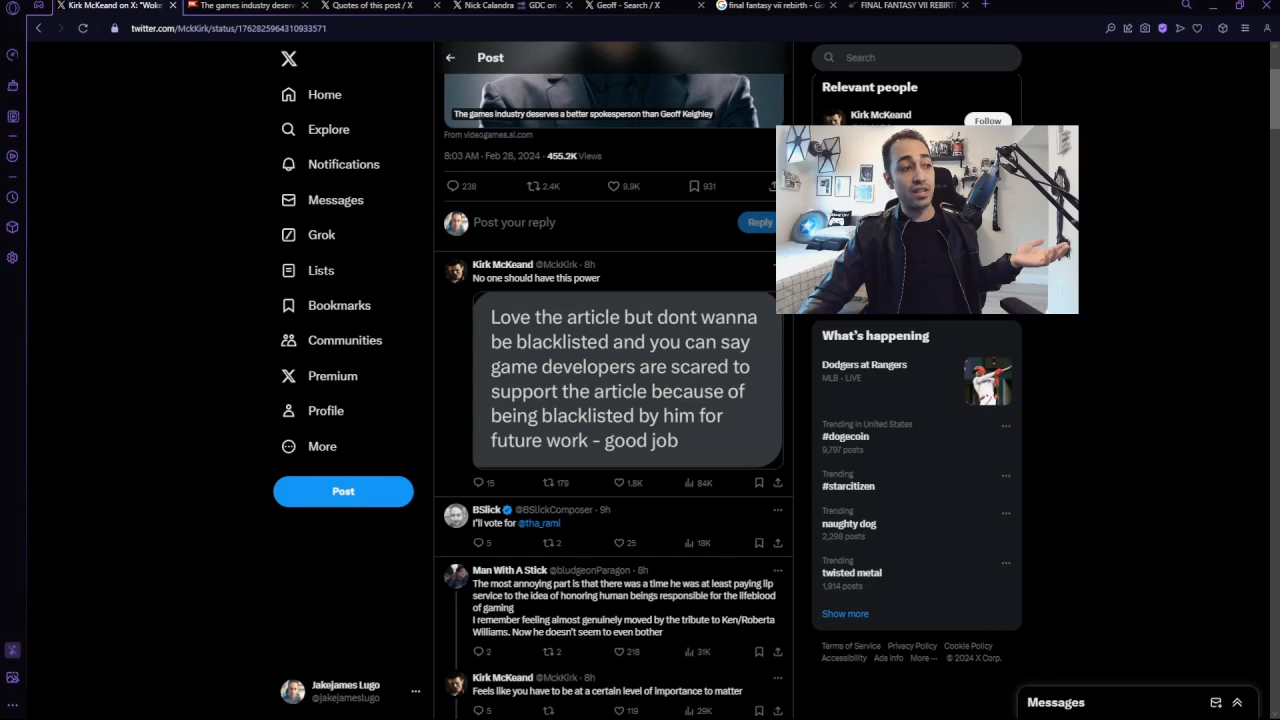 Kirk McKeand on X: "Woke
The games industry deserv
Quotes of this post / X
Nick Calandra
GDC on
Geoff - Search / X
final fantasy vii rebirth - Go
FINAL FANTASY VII REBIRT
twitter.com/MckKirk/status/1762825964310933571
Home
Explore
Notifications
Messages
Grok
Lists
Bookmarks
Communities
Premium
Profile
More
Post
Jakejames Lugo
@jakejameslugo
Post
The games industry deserves a better spokesperson than Geoff Keighley
From videogames.si.com
8:03 AM · Feb 28, 2024 · 455.2K Views
238 2.4K 9.9K 931
Post your reply
Reply
Kirk McKeand @MckKirk · 8h
No one should have this power
Love the article but dont wanna
be blacklisted and you can say
game developers are scared to
support the article because of
being blacklisted by him for
future work - good job
15 179 1.8K 84K
BSlick @BSlickComposer · 9h
I'll vote for @tha_rami
5 2 25 18K
Man With A Stick @bludgeonParagon · 8h
The most annoying part is that there was a time he was at least paying lip
service to the idea of honoring human beings responsible for the lifeblood
of gaming
I remember feeling almost genuinely moved by the tribute to Ken/Roberta
Williams. Now he doesn't seem to even bother
2 2 218 31K
Kirk McKeand @MckKirk · 8h
Feels like you have to be at a certain level of importance to matter
5 119 29K
Search
Relevant people
Kirk McKeand
Follow
What's happening
Dodgers at Rangers
MLB · LIVE
Trending in United States
#dogecoin
9,797 posts
Trending
#starcitizen
Trending
naughty dog
2,298 posts
Trending
twisted metal
1,914 posts
Show more
Terms of Service Privacy Policy Cookie Policy
Accessibility Ads info More ··· © 2024 X Corp.
Messages